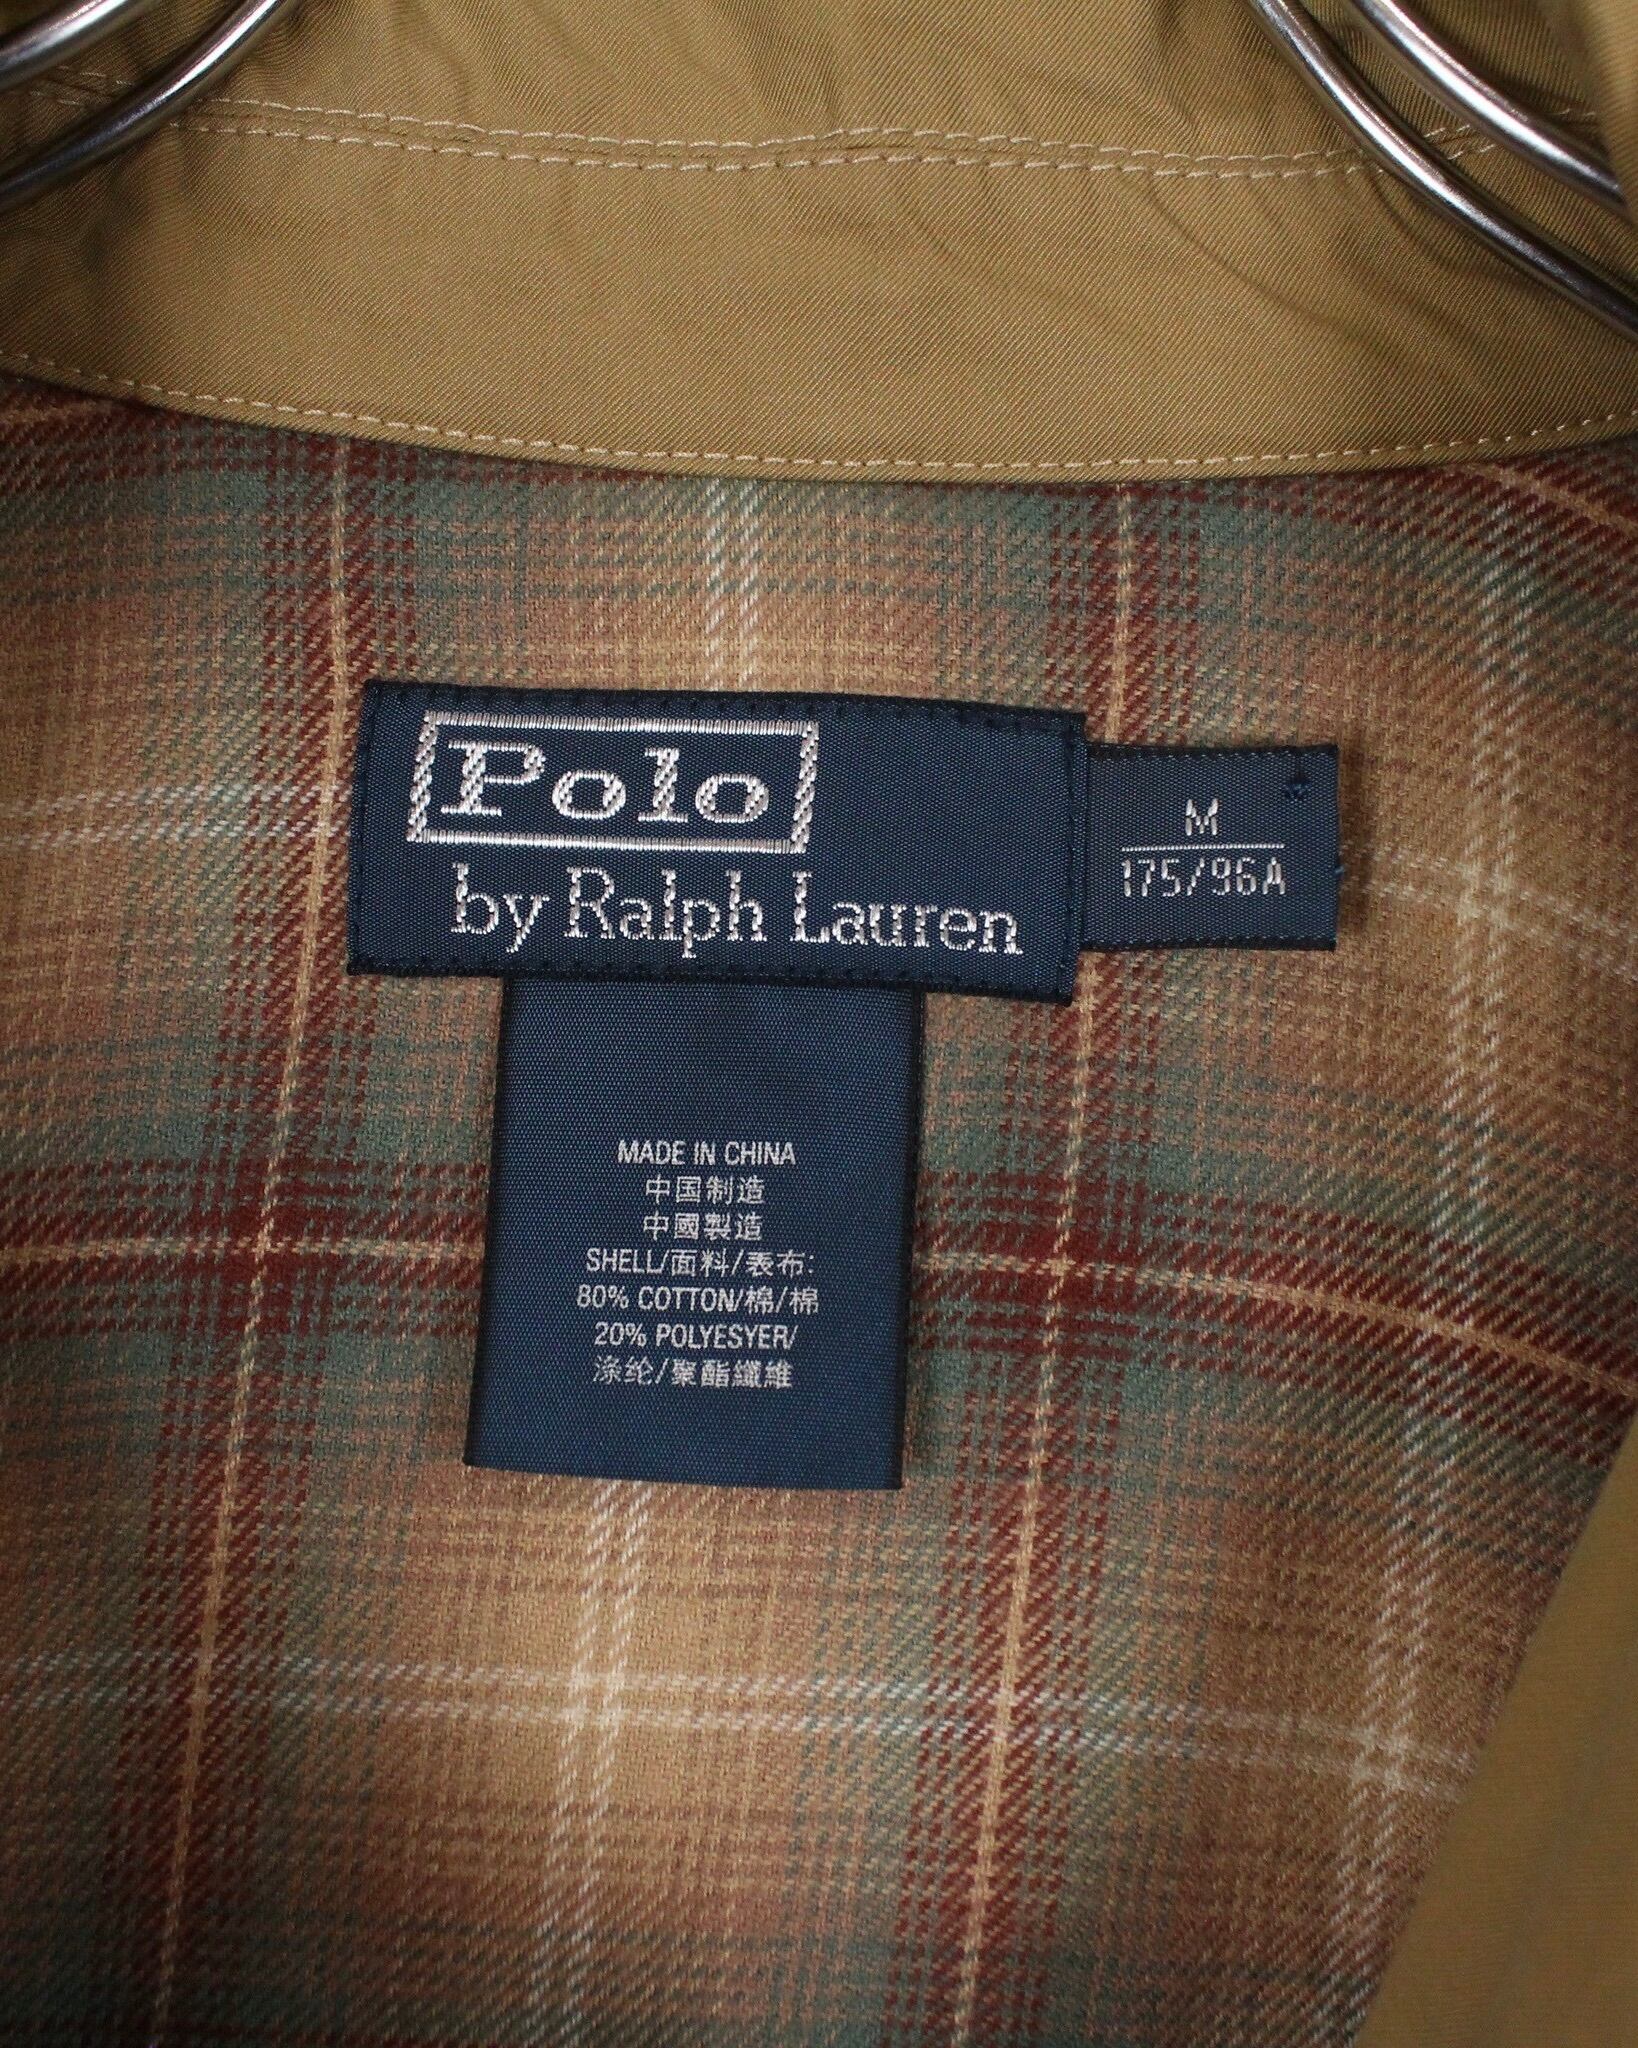 Polo
by Ralph Lauren
M
175/96A
MADE IN CHINA
中国制造
中國製造
SHELL/面料/表布:
80% COTTON/棉/棉
20% POLYESYER/
涤纶/聚酯纖維